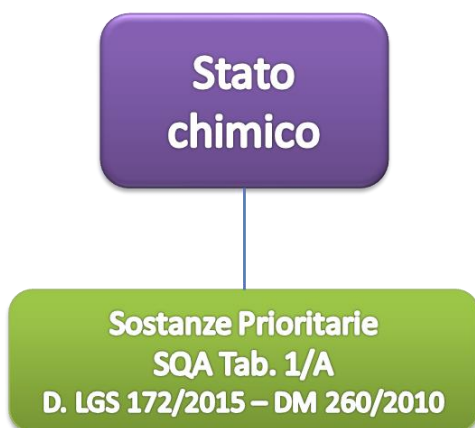 Stato
chimico
Sostanze Prioritarie
SQA Tab. 1/A
D. LGS 172/2015 – DM 260/2010